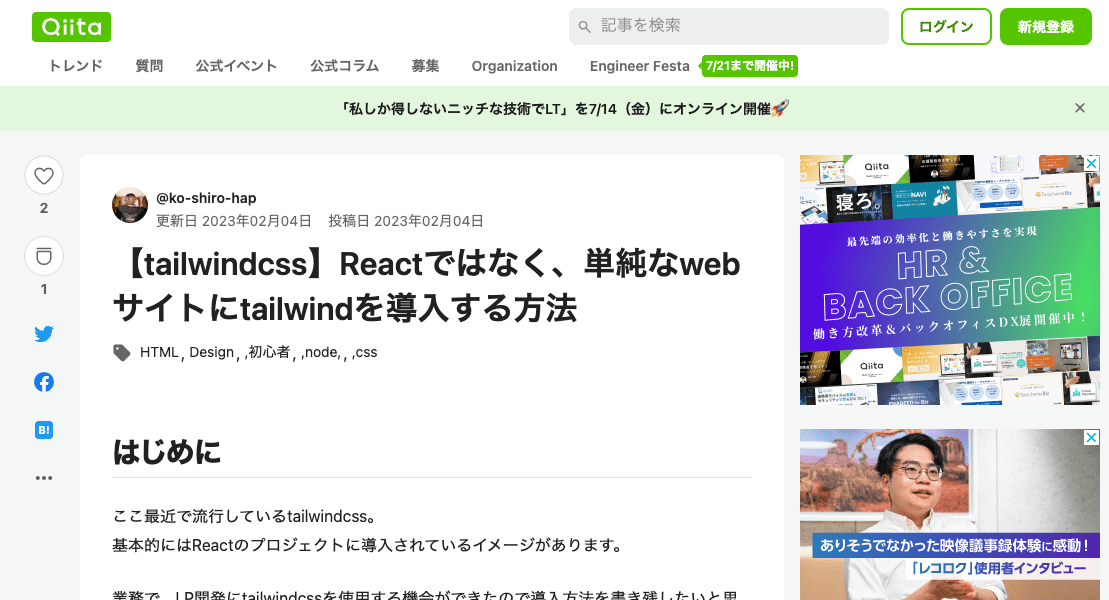 Qiita
記事を検索
ログイン
新規登録
トレンド
質問
公式イベント
公式コラム
募集
Organization
Engineer Festa
7/21まで開催中!
「私しか得しないニッチな技術でLT」を7/14（金）にオンライン開催🚀
@ko-shiro-hap
更新日 2023年02月04日
投稿日 2023年02月04日
2
1
B!
【tailwindcss】Reactではなく、単純なweb
サイトにtailwindを導入する方法
HTML , Design , ,初心者 , ,node, , ,css
はじめに
ここ最近で流行しているtailwindcss。
基本的にはReactのプロジェクトに導入されているイメージがあります。
業務で、LP開発にtailwindcssを使用する機会ができたので導入方法を書き残したいと思
Qiita
寝ろ。
NAVI
最先端の効率化と働きやすさを実現
HR &
BACK OFFICE
働き方改革&バックオフィスDX展開催中！
Qiita
ありそうでなかった映像議事録体験に感動！
「レコロク」使用者インタビュー